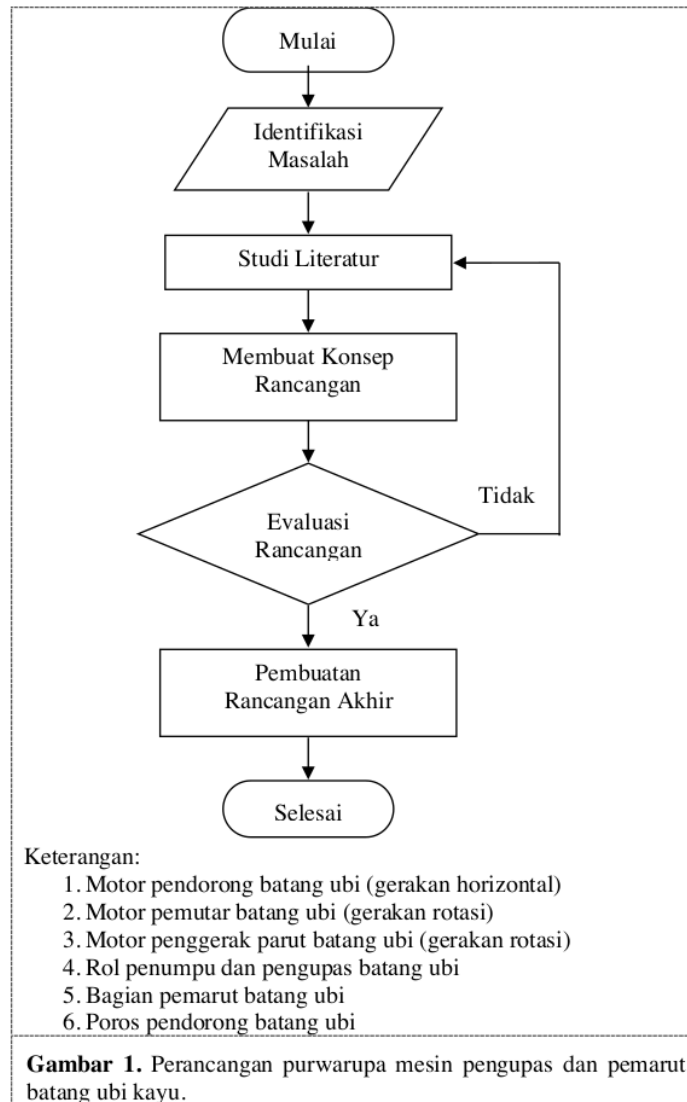 Mulai
Identifikasi
Masalah
Studi Literatur
Membuat Konsep
Rancangan
Evaluasi
Rancangan
Tidak
Ya
Pembuatan
Rancangan Akhir
Selesai
Keterangan:
1. Motor pendorong batang ubi (gerakan horizontal)
2. Motor pemutar batang ubi (gerakan rotasi)
3. Motor penggerak parut batang ubi (gerakan rotasi)
4. Rol penumpu dan pengupas batang ubi
5. Bagian pemarut batang ubi
6. Poros pendorong batang ubi
Gambar 1. Perancangan purwarupa mesin pengupas dan pemarut
batang ubi kayu.